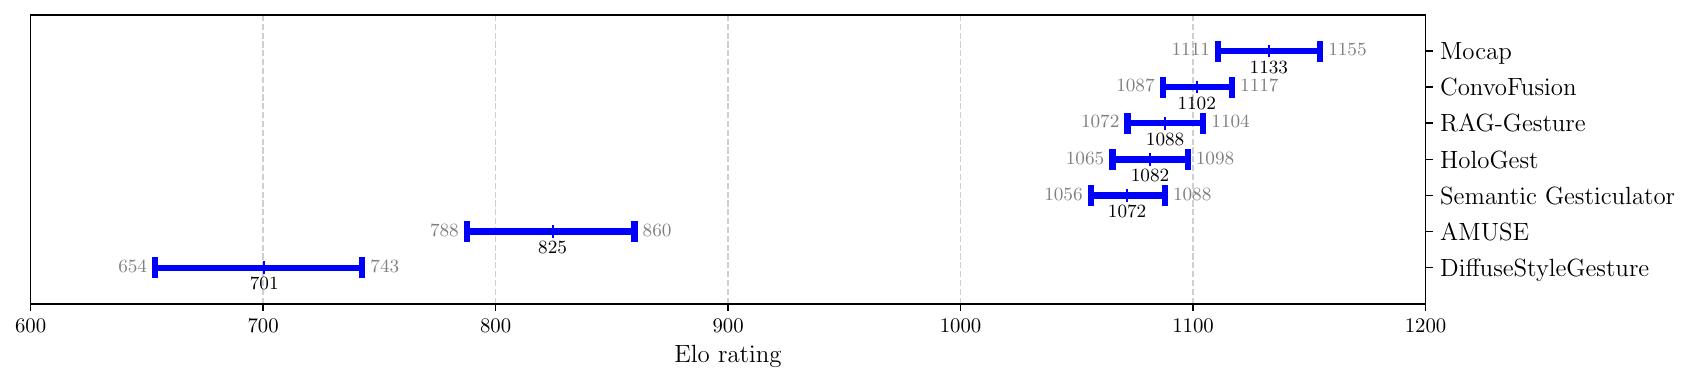 1111 1155 Mocap
1133
1087 1117 ConvoFusion
1102
1072 1104 RAG-Gesture
1088
1065 1098 HoloGest
1082
1056 1088 Semantic Gesticulator
1072
788 860 AMUSE
825
654 743 DiffuseStyleGesture
701
600 700 800 900 1000 1100 1200
Elo rating